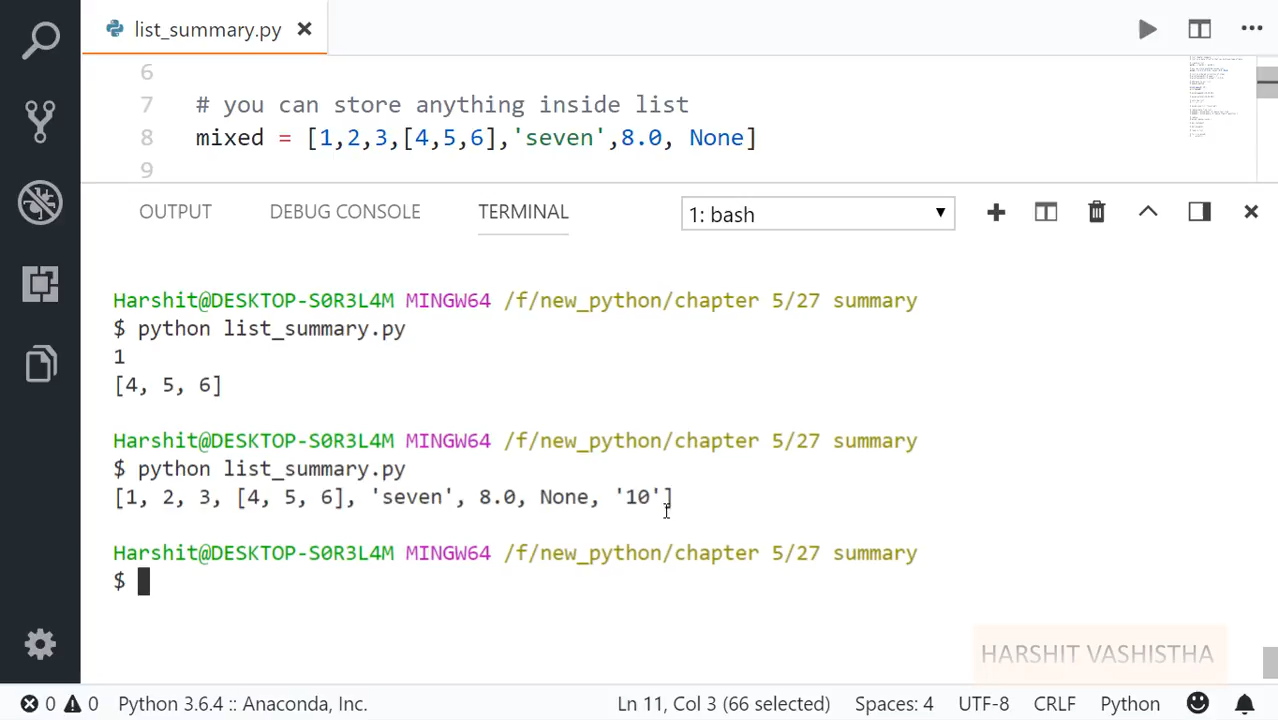 list_summary.py
6
7 # you can store anything inside list
8 mixed = [1,2,3,[4,5,6],'seven',8.0, None]
9
OUTPUT DEBUG CONSOLE TERMINAL 1: bash
Harshit@DESKTOP-S0R3L4M MINGW64 /f/new_python/chapter 5/27 summary
$ python list_summary.py
1
[4, 5, 6]
Harshit@DESKTOP-S0R3L4M MINGW64 /f/new_python/chapter 5/27 summary
$ python list_summary.py
[1, 2, 3, [4, 5, 6], 'seven', 8.0, None, '10']
Harshit@DESKTOP-S0R3L4M MINGW64 /f/new_python/chapter 5/27 summary
$
HARSHIT VASHISTHA
0 0 Python 3.6.4 :: Anaconda, Inc. Ln 11, Col 3 (66 selected) Spaces: 4 UTF-8 CRLF Python